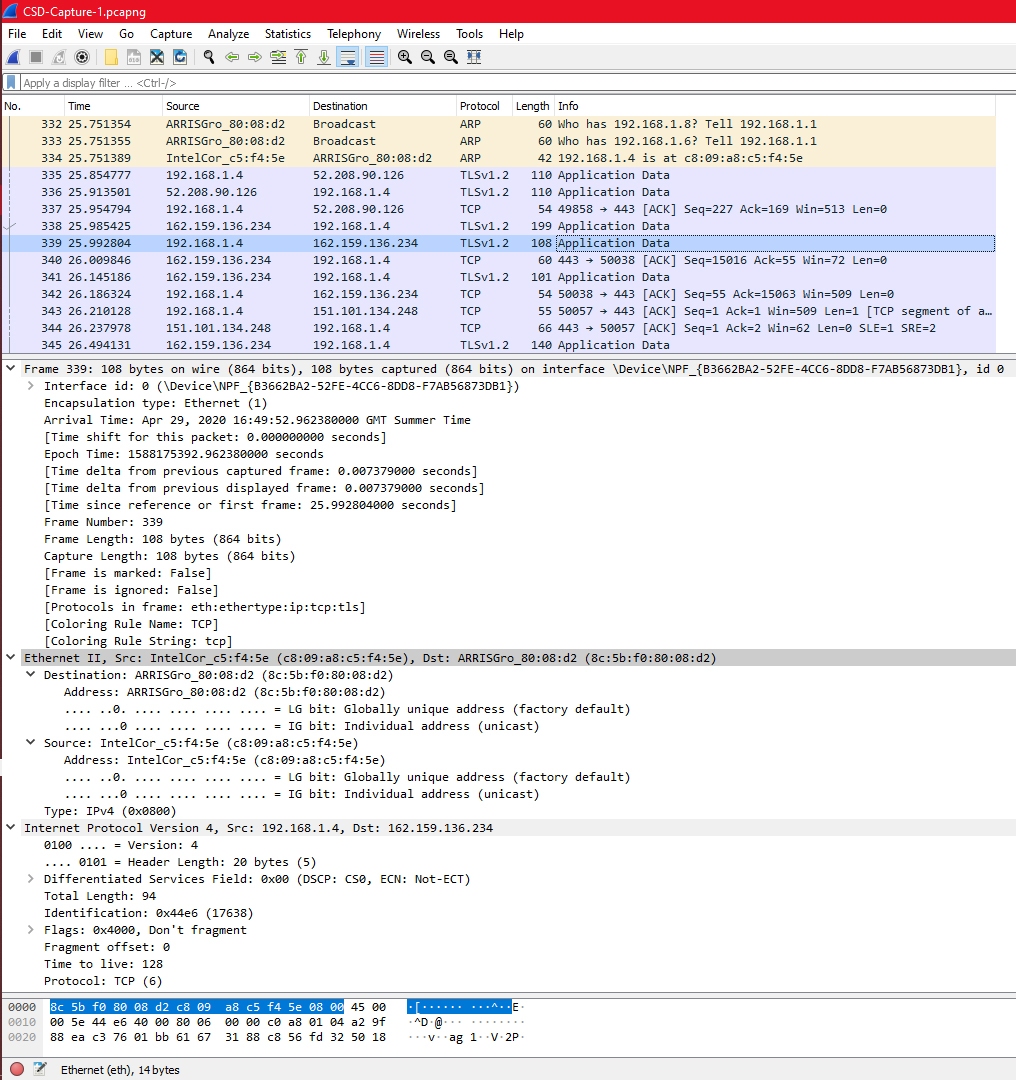 CSD-Capture-1.pcapng
File Edit View Go Capture Analyze Statistics Telephony Wireless Tools Help
Apply a display filter ... <Ctrl-/>
No. Time Source Destination Protocol Length Info
332 25.751354 ARRISGro_80:08:d2 Broadcast ARP 60 Who has 192.168.1.8? Tell 192.168.1.1
333 25.751355 ARRISGro_80:08:d2 Broadcast ARP 60 Who has 192.168.1.6? Tell 192.168.1.1
334 25.751389 IntelCor_c5:f4:5e ARRISGro_80:08:d2 ARP 42 192.168.1.4 is at c8:09:a8:c5:f4:5e
335 25.854777 192.168.1.4 52.208.90.126 TLSv1.2 110 Application Data
336 25.913501 52.208.90.126 192.168.1.4 TLSv1.2 110 Application Data
337 25.954794 192.168.1.4 52.208.90.126 TCP 54 49858 → 443 [ACK] Seq=227 Ack=169 Win=513 Len=0
338 25.985425 162.159.136.234 192.168.1.4 TLSv1.2 199 Application Data
339 25.992804 192.168.1.4 162.159.136.234 TLSv1.2 108 Application Data
340 26.009846 162.159.136.234 192.168.1.4 TCP 60 443 → 50038 [ACK] Seq=15016 Ack=55 Win=72 Len=0
341 26.145186 162.159.136.234 192.168.1.4 TLSv1.2 101 Application Data
342 26.186324 192.168.1.4 162.159.136.234 TCP 54 50038 → 443 [ACK] Seq=55 Ack=15063 Win=509 Len=0
343 26.210128 192.168.1.4 151.101.134.248 TCP 55 50057 → 443 [ACK] Seq=1 Ack=1 Win=509 Len=1 [TCP segment of a…
344 26.237978 151.101.134.248 192.168.1.4 TCP 66 443 → 50057 [ACK] Seq=1 Ack=2 Win=62 Len=0 SLE=1 SRE=2
345 26.494131 162.159.136.234 192.168.1.4 TLSv1.2 140 Application Data
Frame 339: 108 bytes on wire (864 bits), 108 bytes captured (864 bits) on interface \Device\NPF_{B3662BA2-52FE-4CC6-8DD8-F7AB56873DB1}, id 0
Interface id: 0 (\Device\NPF_{B3662BA2-52FE-4CC6-8DD8-F7AB56873DB1})
Encapsulation type: Ethernet (1)
Arrival Time: Apr 29, 2020 16:49:52.962380000 GMT Summer Time
[Time shift for this packet: 0.000000000 seconds]
Epoch Time: 1588175392.962380000 seconds
[Time delta from previous captured frame: 0.007379000 seconds]
[Time delta from previous displayed frame: 0.007379000 seconds]
[Time since reference or first frame: 25.992804000 seconds]
Frame Number: 339
Frame Length: 108 bytes (864 bits)
Capture Length: 108 bytes (864 bits)
[Frame is marked: False]
[Frame is ignored: False]
[Protocols in frame: eth:ethertype:ip:tcp:tls]
[Coloring Rule Name: TCP]
[Coloring Rule String: tcp]
Ethernet II, Src: IntelCor_c5:f4:5e (c8:09:a8:c5:f4:5e), Dst: ARRISGro_80:08:d2 (8c:5b:f0:80:08:d2)
Destination: ARRISGro_80:08:d2 (8c:5b:f0:80:08:d2)
Address: ARRISGro_80:08:d2 (8c:5b:f0:80:08:d2)
.... ..0. .... .... .... .... = LG bit: Globally unique address (factory default)
.... ...0 .... .... .... .... = IG bit: Individual address (unicast)
Source: IntelCor_c5:f4:5e (c8:09:a8:c5:f4:5e)
Address: IntelCor_c5:f4:5e (c8:09:a8:c5:f4:5e)
.... ..0. .... .... .... .... = LG bit: Globally unique address (factory default)
.... ...0 .... .... .... .... = IG bit: Individual address (unicast)
Type: IPv4 (0x0800)
Internet Protocol Version 4, Src: 192.168.1.4, Dst: 162.159.136.234
0100 .... = Version: 4
.... 0101 = Header Length: 20 bytes (5)
Differentiated Services Field: 0x00 (DSCP: CS0, ECN: Not-ECT)
Total Length: 94
Identification: 0x44e6 (17638)
Flags: 0x4000, Don't fragment
Fragment offset: 0
Time to live: 128
Protocol: TCP (6)
0000 8c 5b f0 80 08 d2 c8 09 a8 c5 f4 5e 08 00 45 00 ·[······ ···^··E·
0010 00 5e 44 e6 40 00 80 06 00 00 c0 a8 01 04 a2 9f ·^D·@··· ········
0020 88 ea c3 76 01 bb 61 67 31 88 c8 56 fd 32 50 18 ···v··ag 1··V·2P·
Ethernet (eth), 14 bytes